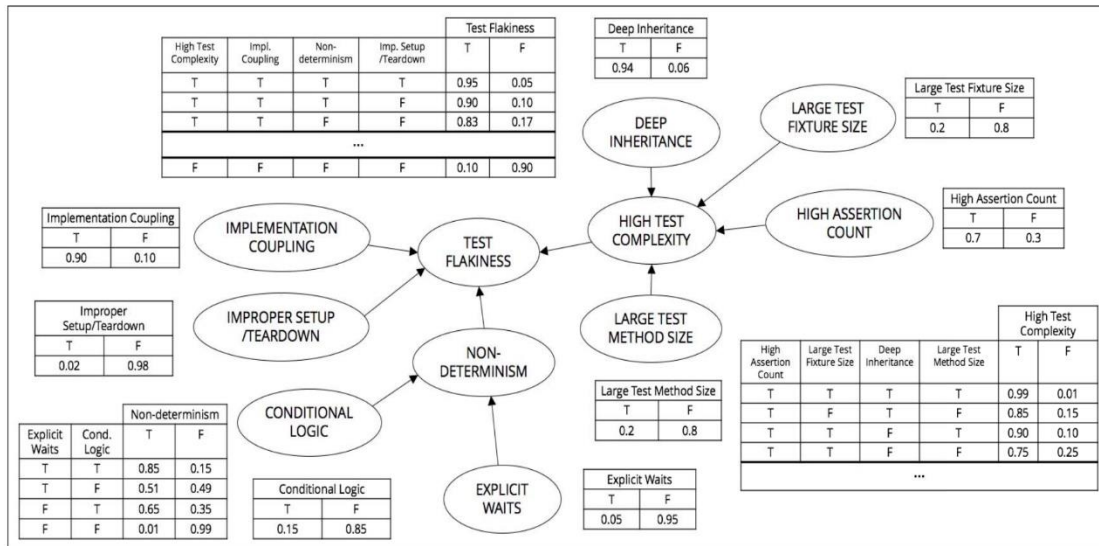 Test Flakiness
High Test Complexity | Impl. Coupling | Non-determinism | Imp. Setup /Teardown | T | F
T T T T 0.95 0.05
T T T F 0.90 0.10
T T F F 0.83 0.17
...
F F F F 0.10 0.90
Deep Inheritance
T F
0.94 0.06
Large Test Fixture Size
T F
0.2 0.8
DEEP
INHERITANCE
LARGE TEST
FIXTURE SIZE
Implementation Coupling
T F
0.90 0.10
IMPLEMENTATION
COUPLING
TEST
FLAKINESS
HIGH TEST
COMPLEXITY
HIGH ASSERTION
COUNT
High Assertion Count
T F
0.7 0.3
Improper
Setup/Teardown
T F
0.02 0.98
IMPROPER SETUP
/TEARDOWN
NON-
DETERMINISM
LARGE TEST
METHOD SIZE
High Test
Complexity
High Assertion Count | Large Test Fixture Size | Deep Inheritance | Large Test Method Size | T | F
T T T T 0.99 0.01
T F T F 0.85 0.15
T T F T 0.90 0.10
T T F F 0.75 0.25
...
Non-determinism
Explicit Waits | Cond. Logic | T | F
T T 0.85 0.15
T F 0.51 0.49
F T 0.65 0.35
F F 0.01 0.99
CONDITIONAL
LOGIC
Conditional Logic
T F
0.15 0.85
EXPLICIT
WAITS
Large Test Method Size
T F
0.2 0.8
Explicit Waits
T F
0.05 0.95